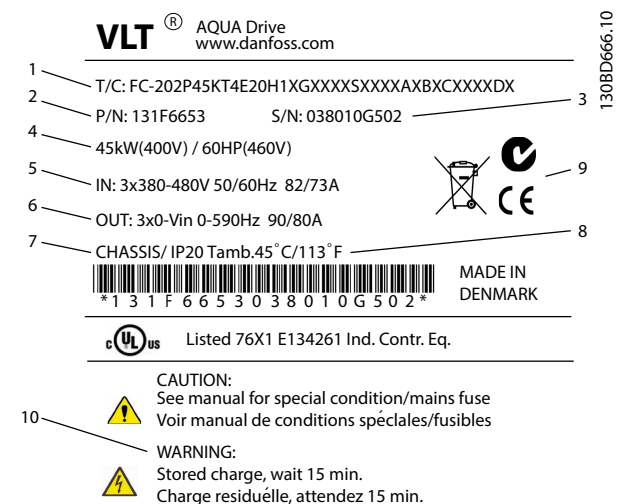 VLT ® AQUA Drive
www.danfoss.com
130BD666.10
1 T/C: FC-202P45KT4E20H1XGXXXXSXXXXAXBXCXXXXDX
2 P/N: 131F6653 S/N: 038010G502 3
4 45kW(400V) / 60HP(460V)
5 IN: 3x380-480V 50/60Hz 82/73A 9
CE
6 OUT: 3x0-Vin 0-590Hz 90/80A
7 CHASSIS/ IP20 Tamb.45˚C/113˚F 8
*131F6653038010G502*
MADE IN
DENMARK
c UL us Listed 76X1 E134261 Ind. Contr. Eq.
CAUTION:
See manual for special condition/mains fuse
Voir manual de conditions spéclales/fusibles
10 WARNING:
Stored charge, wait 15 min.
Charge residuélle, attendez 15 min.